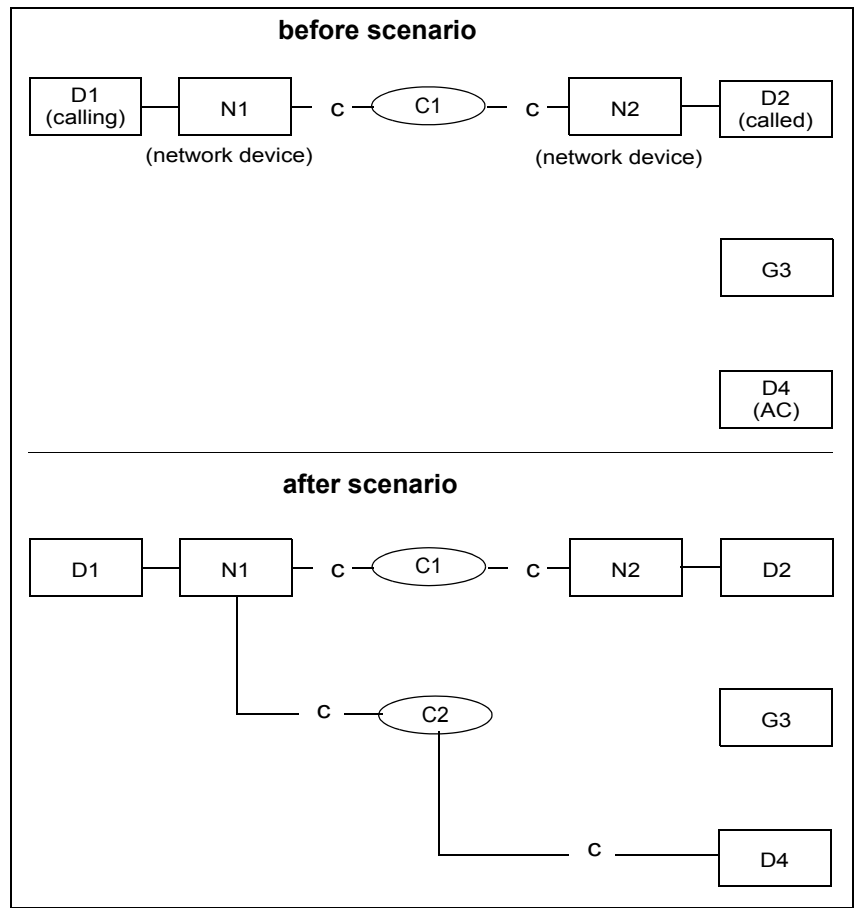 before scenario
D1
(calling)
N1
c
C1
c
N2
D2
(called)
(network device)
(network device)
G3
D4
(AC)
after scenario
D1
N1
c
C1
c
N2
D2
c
C2
G3
c
D4